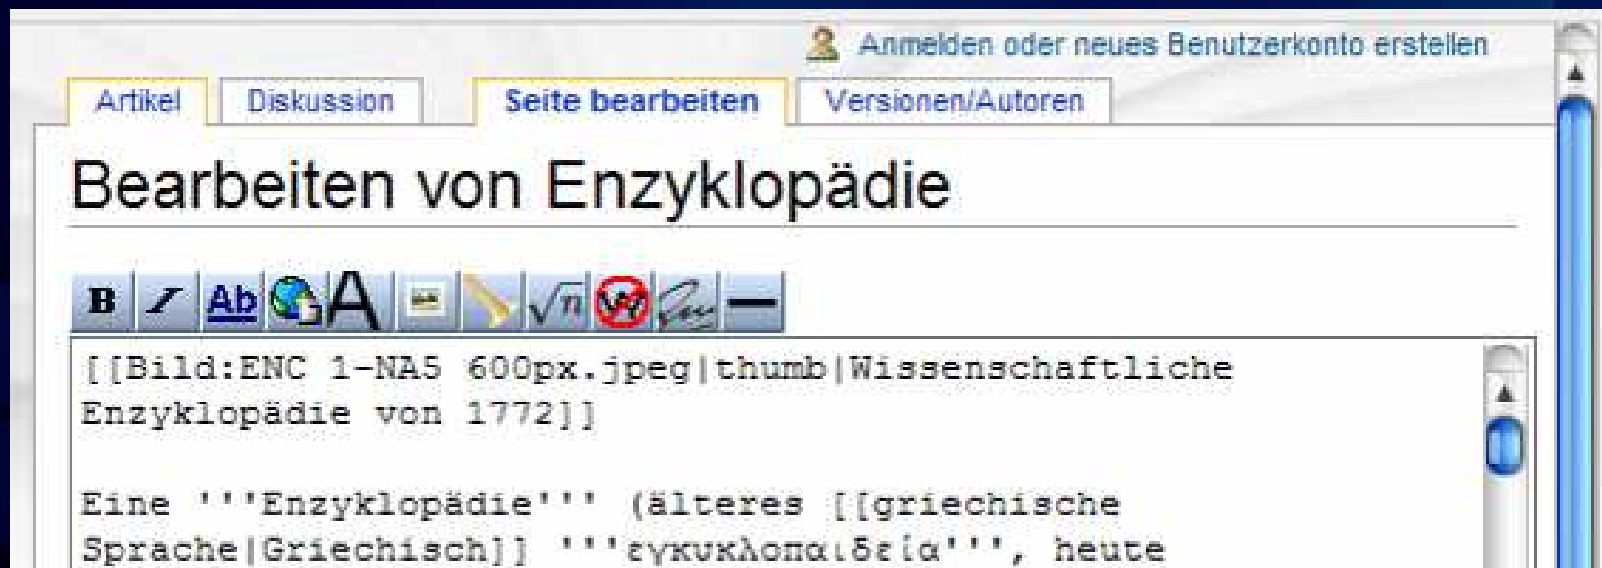 Anmelden oder neues Benutzerkonto erstellen
Artikel Diskussion Seite bearbeiten Versionen/Autoren
Bearbeiten von Enzyklopädie
B I Ab A √n W
[[Bild:ENC 1-NA5 600px.jpeg|thumb|Wissenschaftliche
Enzyklopädie von 1772]]
Eine '''Enzyklopädie''' (älteres [[griechische
Sprache|Griechisch]] '''εγκυκλοπαιδεία''', heute